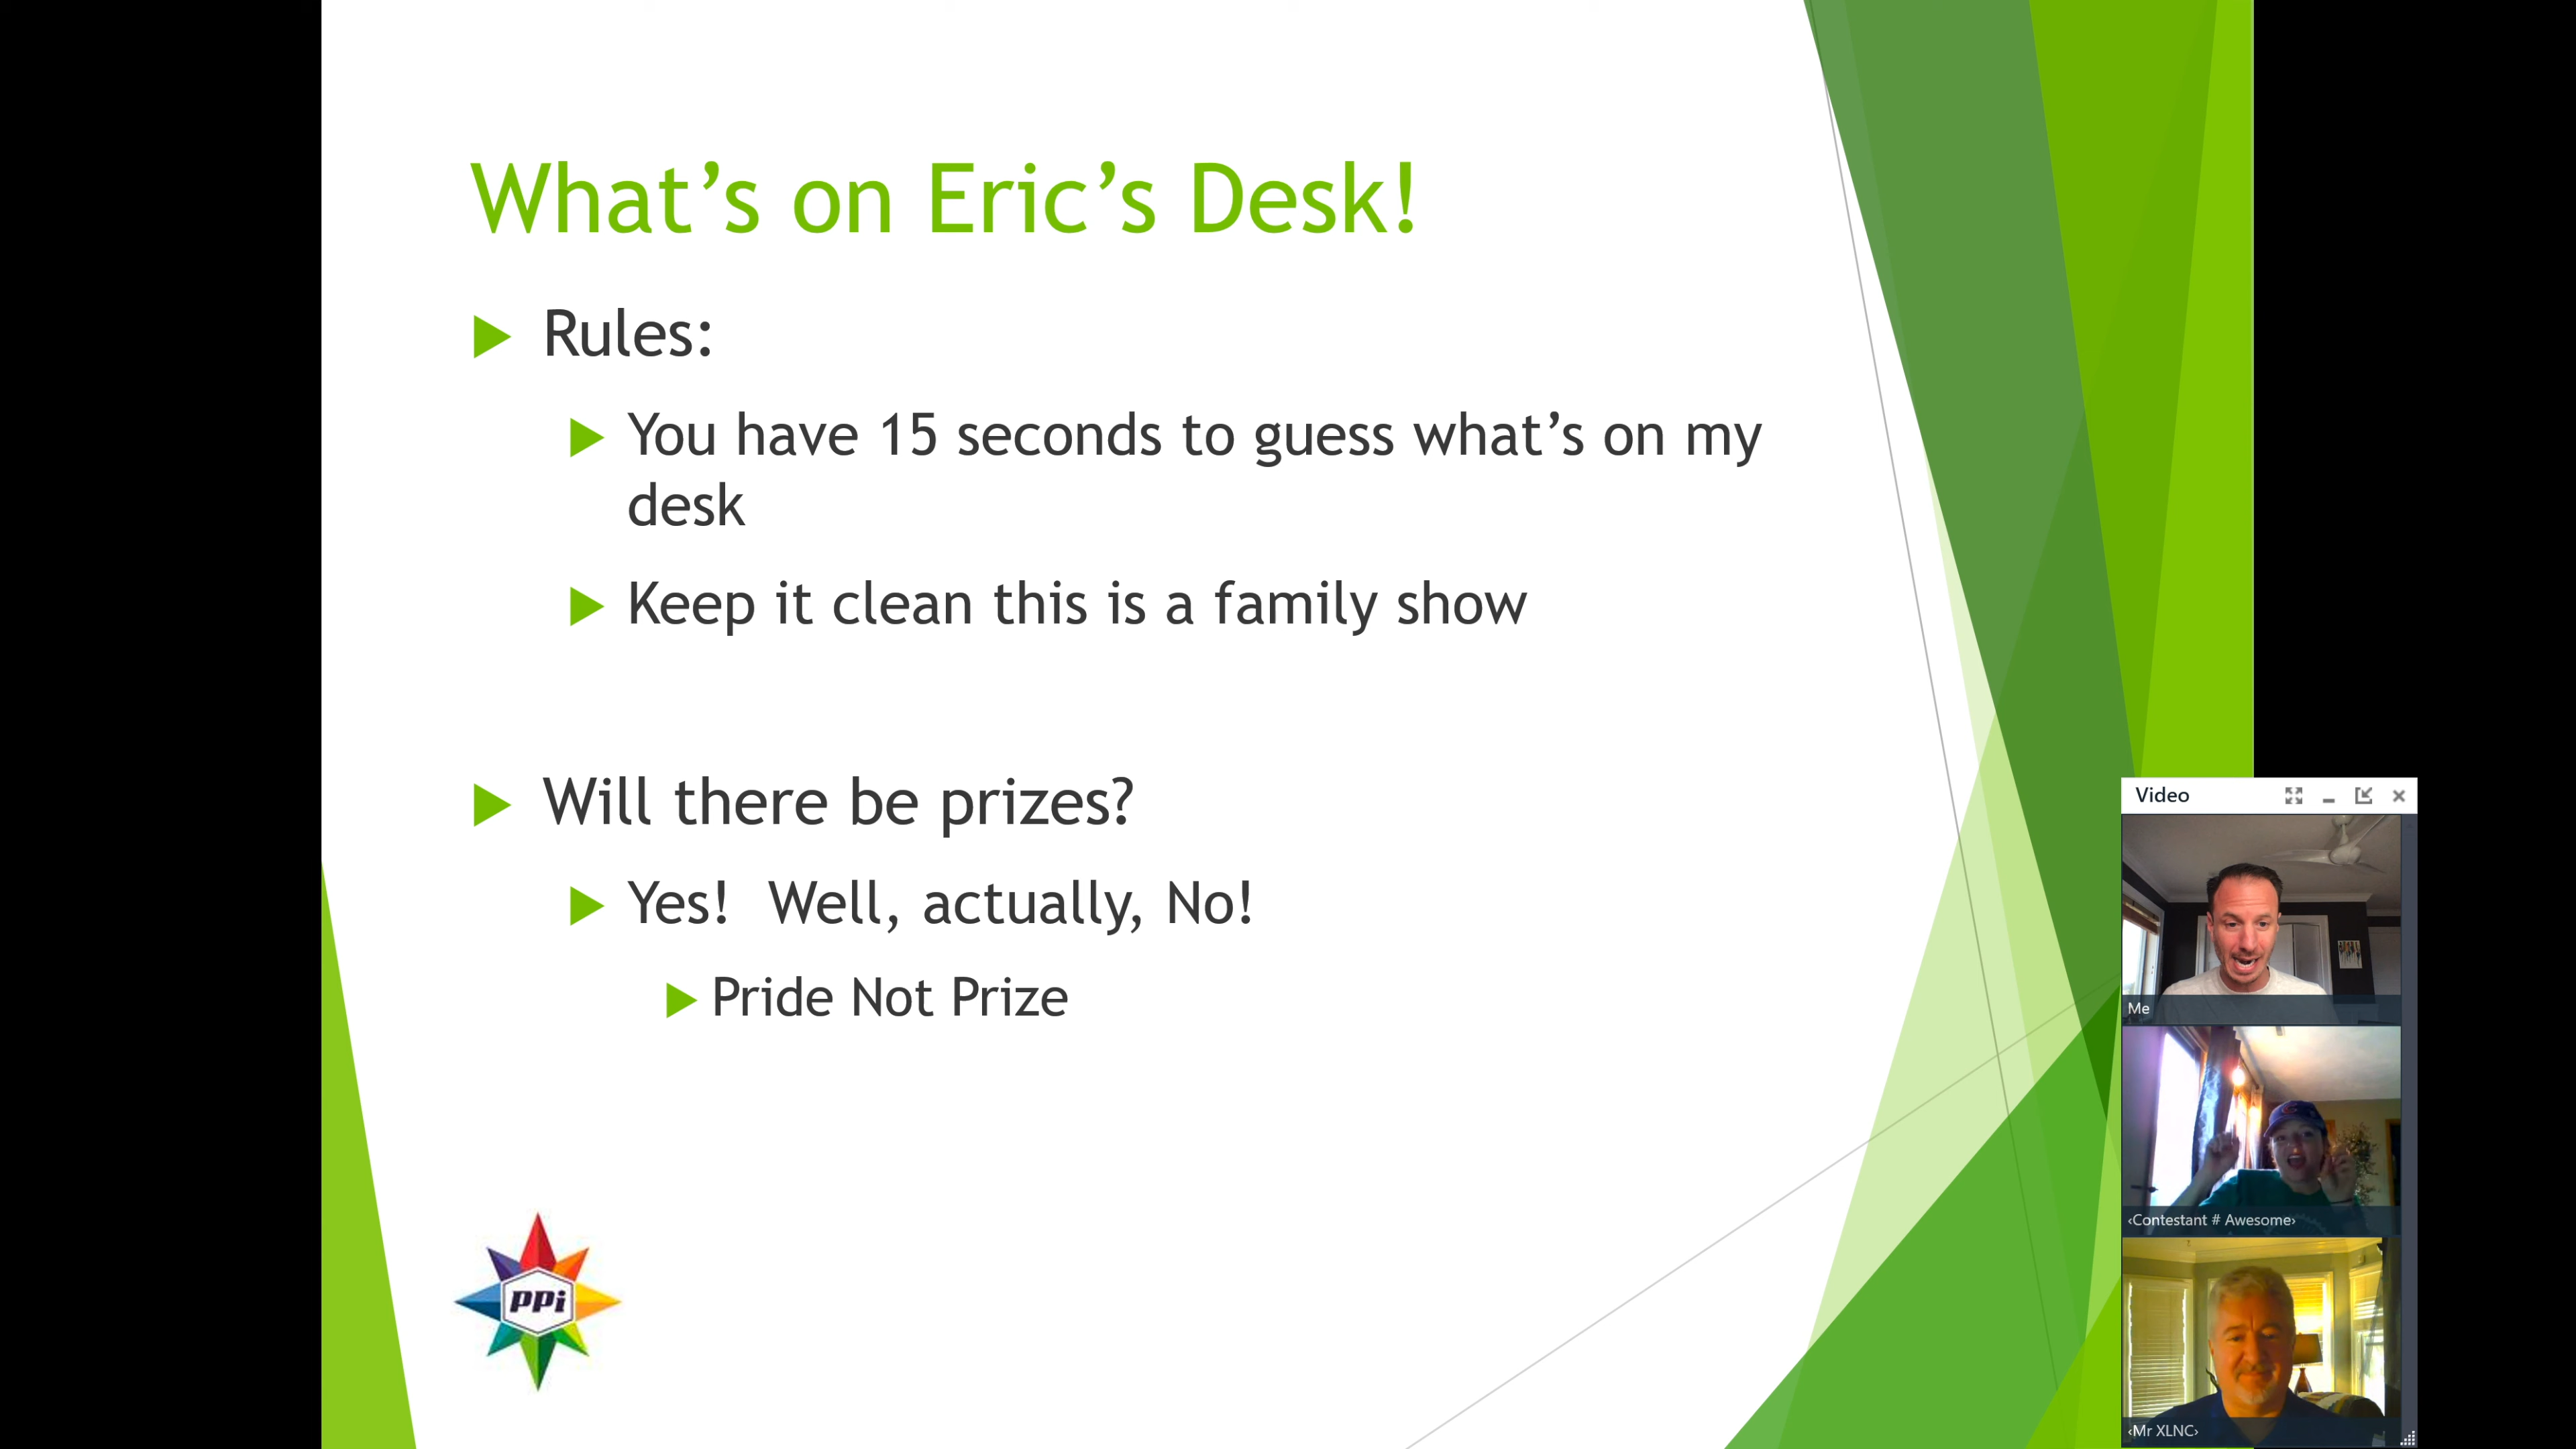 What’s on Eric’s Desk!
Rules:
You have 15 seconds to guess what’s on my
desk
Keep it clean this is a family show
Will there be prizes?
Yes!  Well, actually, No!
Pride Not Prize
PPi
Video
Me
‹Contestant # Awesome›
‹Mr XLNC›